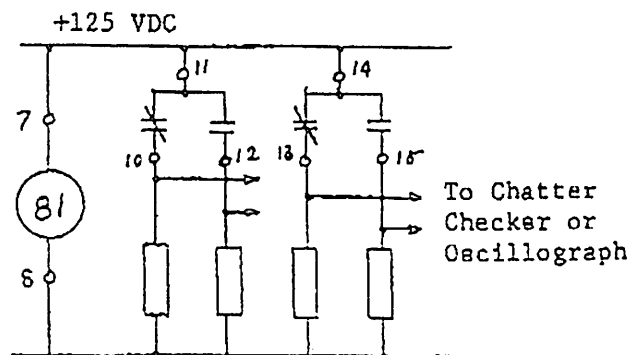 +125 VDC
11
14
7
10
12
13
15
81
8
To Chatter
Checker or
Oscillograph